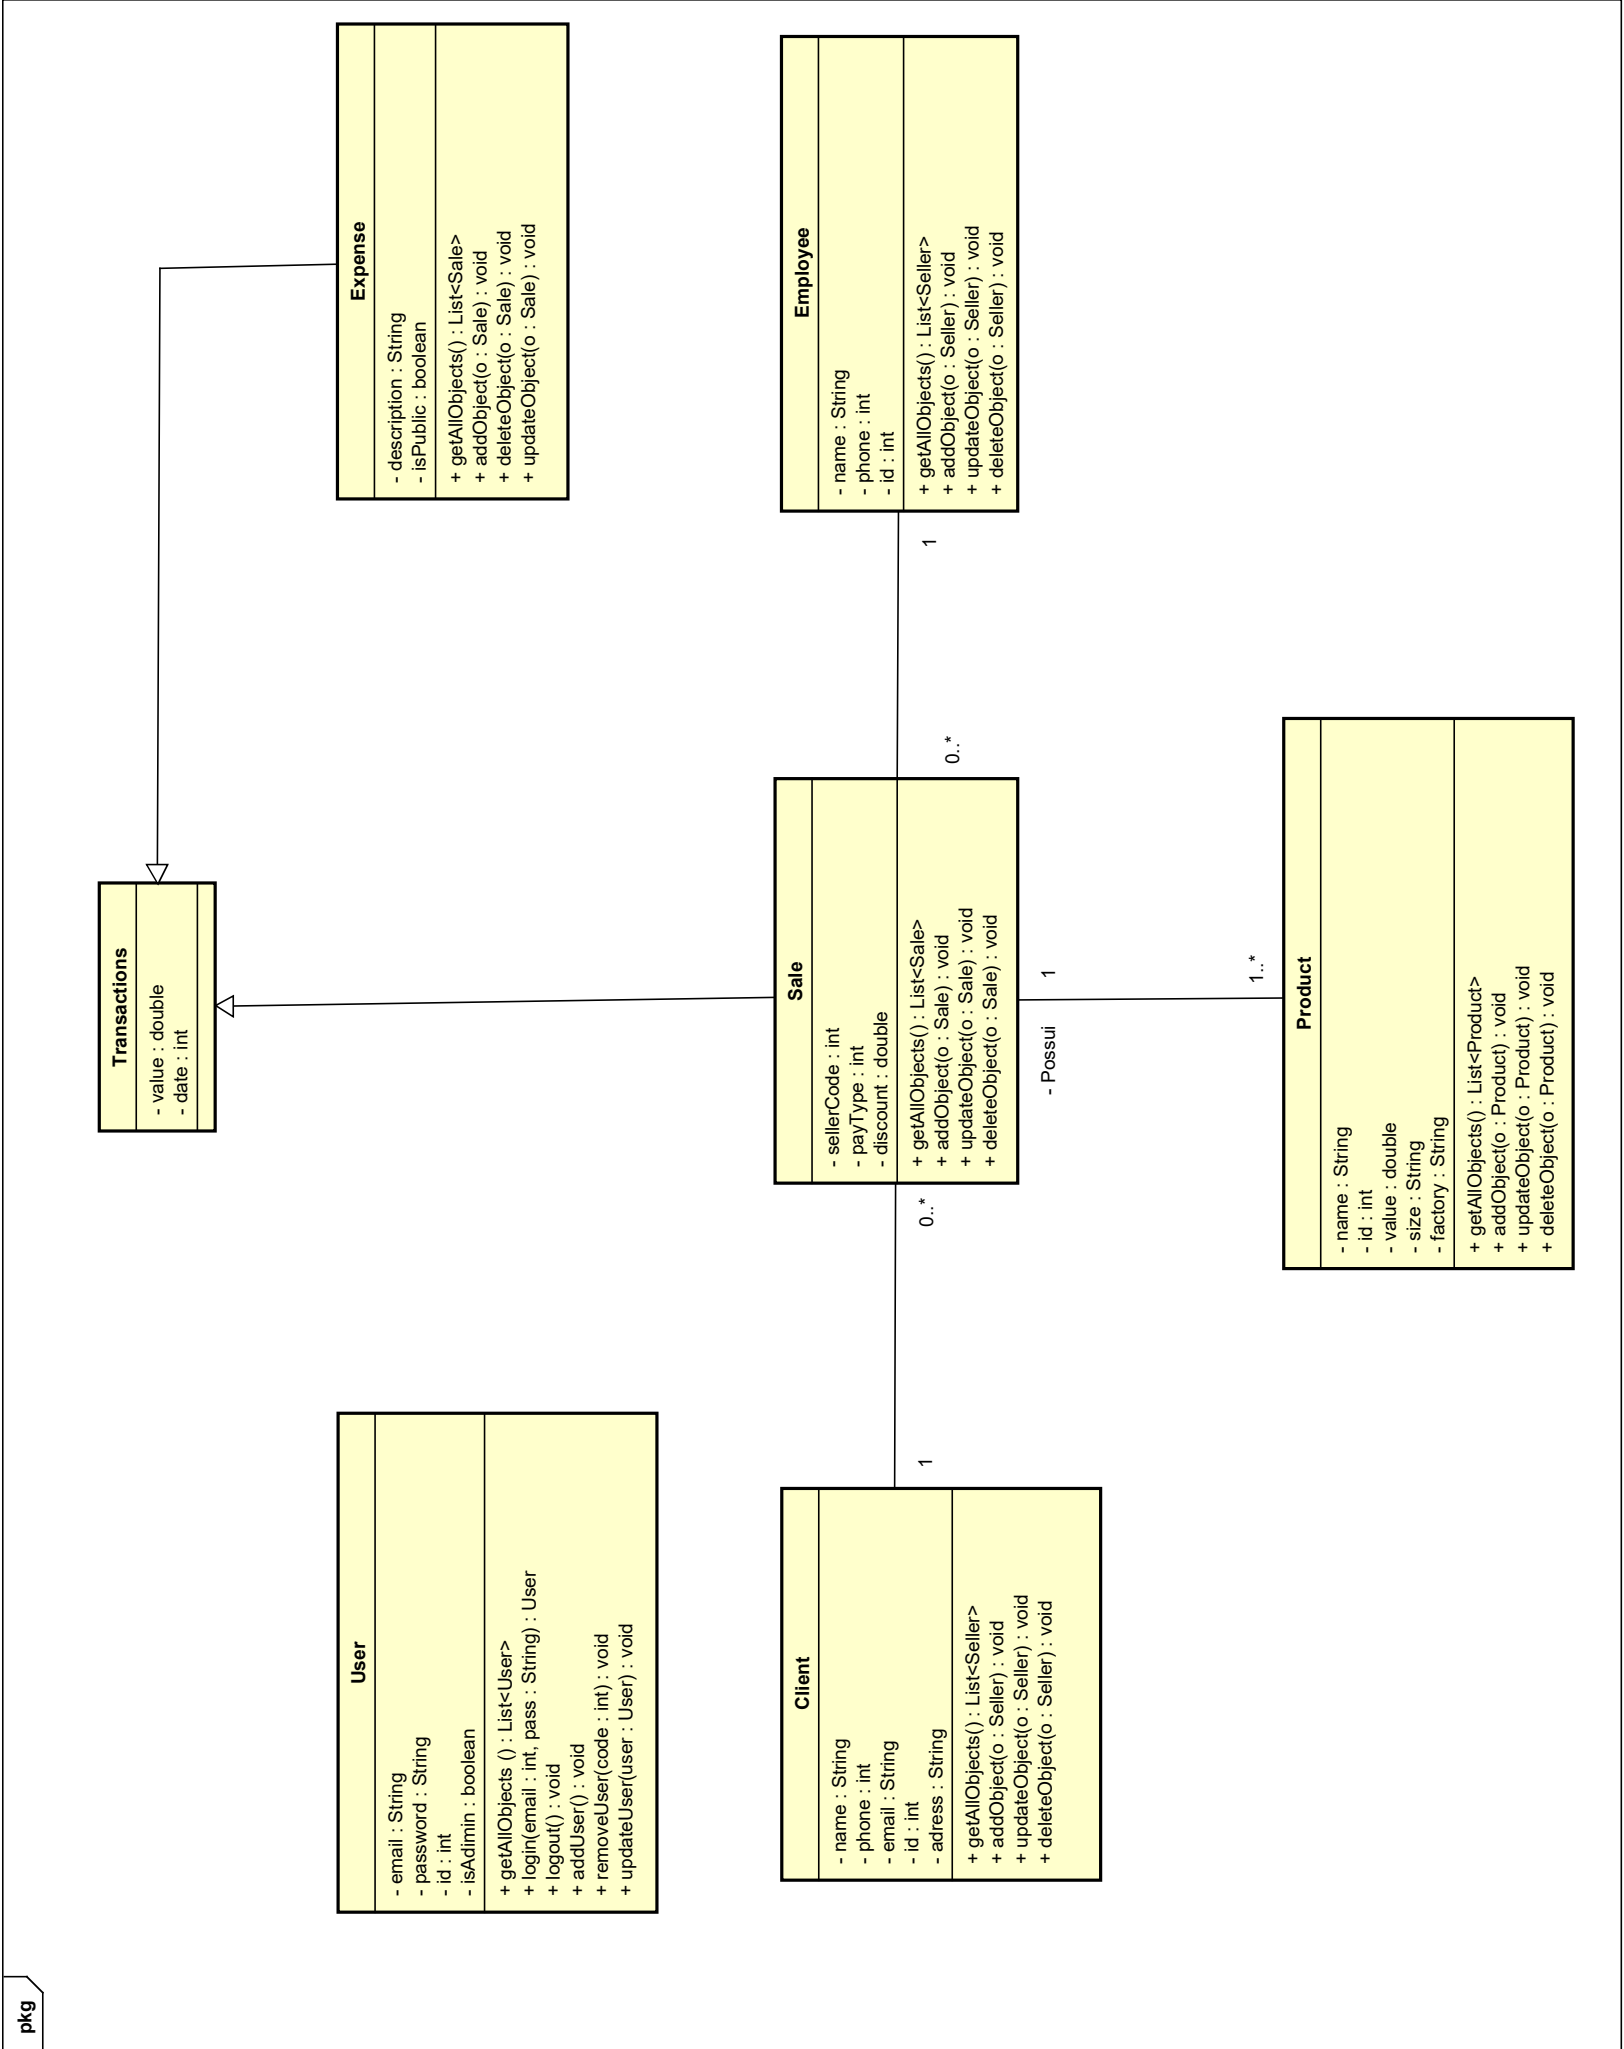 pkg
Transactions
- value : double
- date : int
User
- email : String
- password : String
- id : int
- isAdimin : boolean
+ getAllObjects () : List<User>
+ login(email : int, pass : String) : User
+ logout() : void
+ addUser() : void
+ removeUser(code : int) : void
+ updateUser(user : User) : void
Expense
- description : String
- isPublic : boolean
+ getAllObjects() : List<Sale>
+ addObject(o : Sale) : void
+ deleteObject(o : Sale) : void
+ updateObject(o : Sale) : void
Client
- name : String
- phone : int
- email : String
- id : int
- adress : String
+ getAllObjects() : List<Seller>
+ addObject(o : Seller) : void
+ updateObject(o : Seller) : void
+ deleteObject(o : Seller) : void
1
0..*
Sale
- sellerCode : int
- payType : int
- discount : double
+ getAllObjects() : List<Sale>
+ addObject(o : Sale) : void
+ updateObject(o : Sale) : void
+ deleteObject(o : Sale) : void
0..*
1
Employee
- name : String
- phone : int
- id : int
+ getAllObjects() : List<Seller>
+ addObject(o : Seller) : void
+ updateObject(o : Seller) : void
+ deleteObject(o : Seller) : void
- Possui
1
1..*
Product
- name : String
- id : int
- value : double
- size : String
- factory : String
+ getAllObjects() : List<Product>
+ addObject(o : Product) : void
+ updateObject(o : Product) : void
+ deleteObject(o : Product) : void